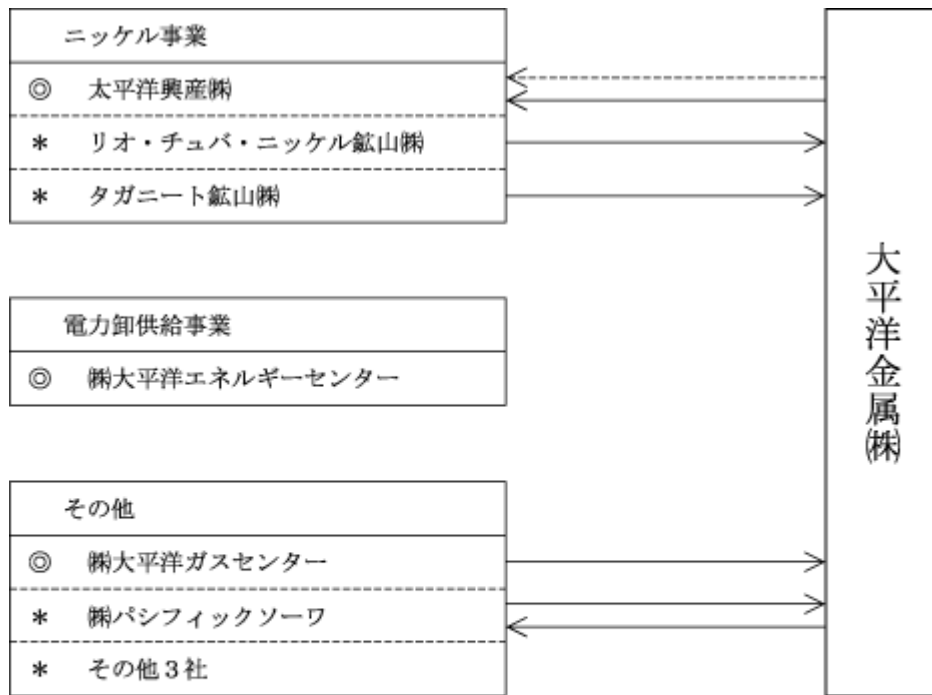 ニッケル事業
◎ 太平洋興産㈱
* リオ・チュバ・ニッケル鉱山㈱
* タガニート鉱山㈱
電力卸供給事業
◎ ㈱大平洋エネルギーセンター
その他
◎ ㈱大平洋ガスセンター
* ㈱パシフィックソーワ
* その他3社
大平洋金属㈱